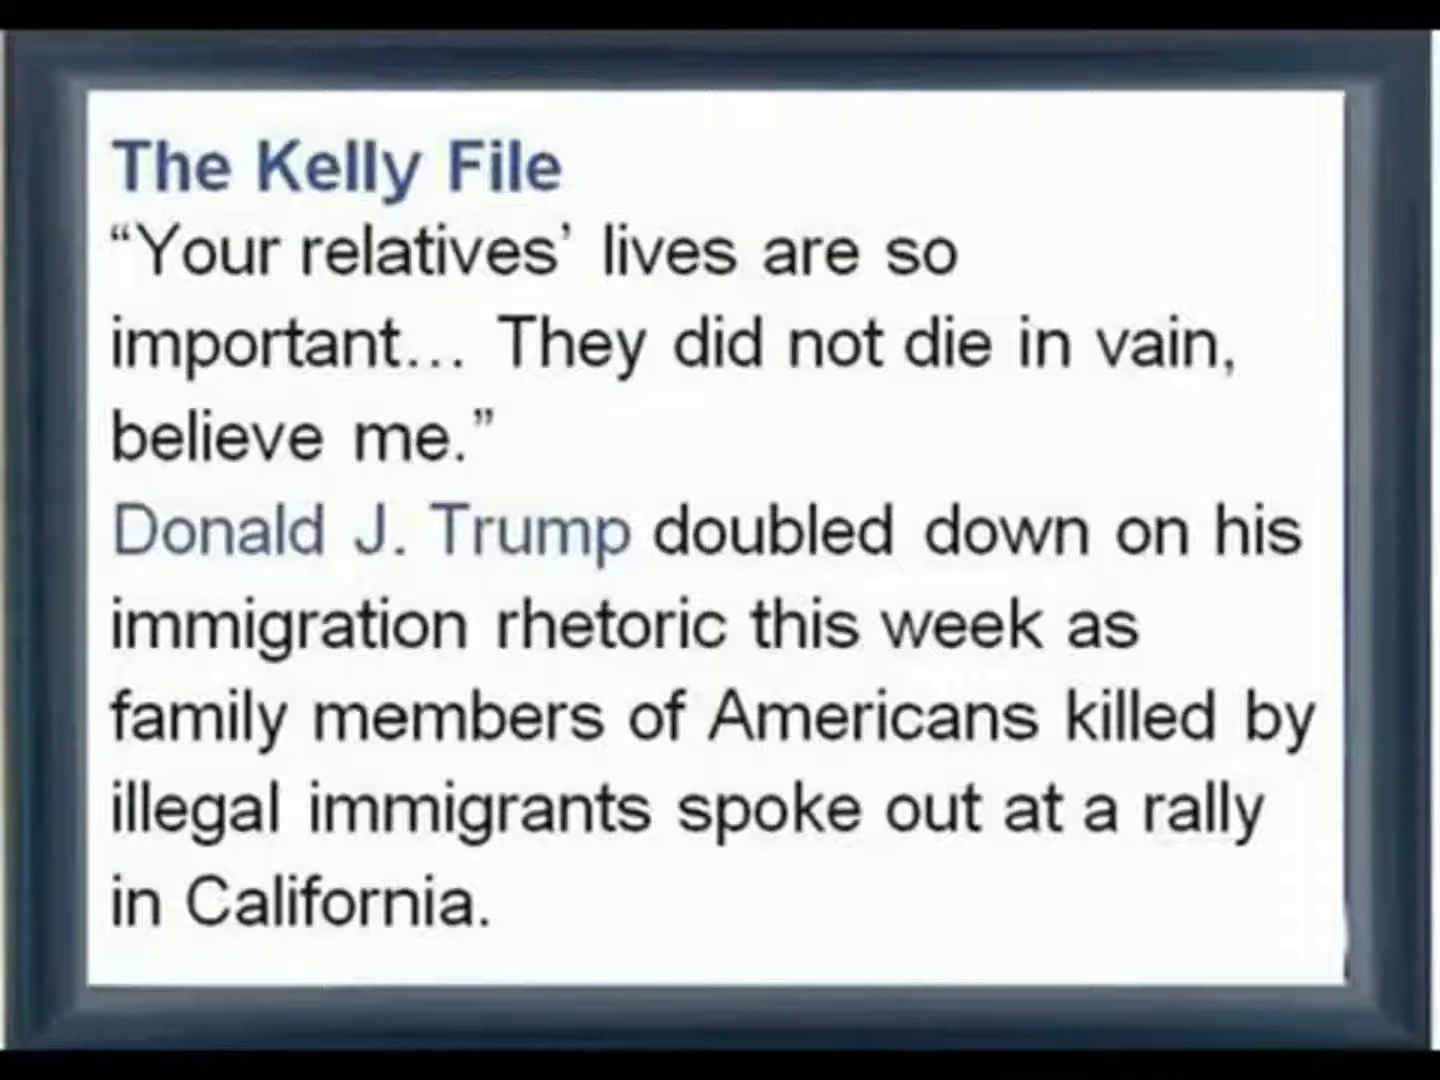 The Kelly File
“Your relatives’ lives are so
important... They did not die in vain,
believe me.”
Donald J. Trump doubled down on his
immigration rhetoric this week as
family members of Americans killed by
illegal immigrants spoke out at a rally
in California.